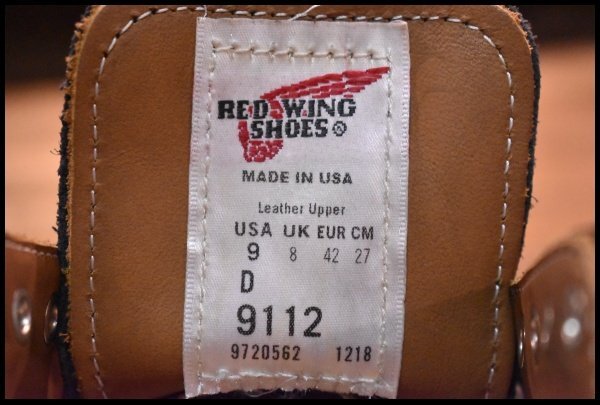 RED WING
SHOES®
MADE IN USA
Leather Upper
USA UK EUR CM
9 8 42 27
D
9112
9720562 1218